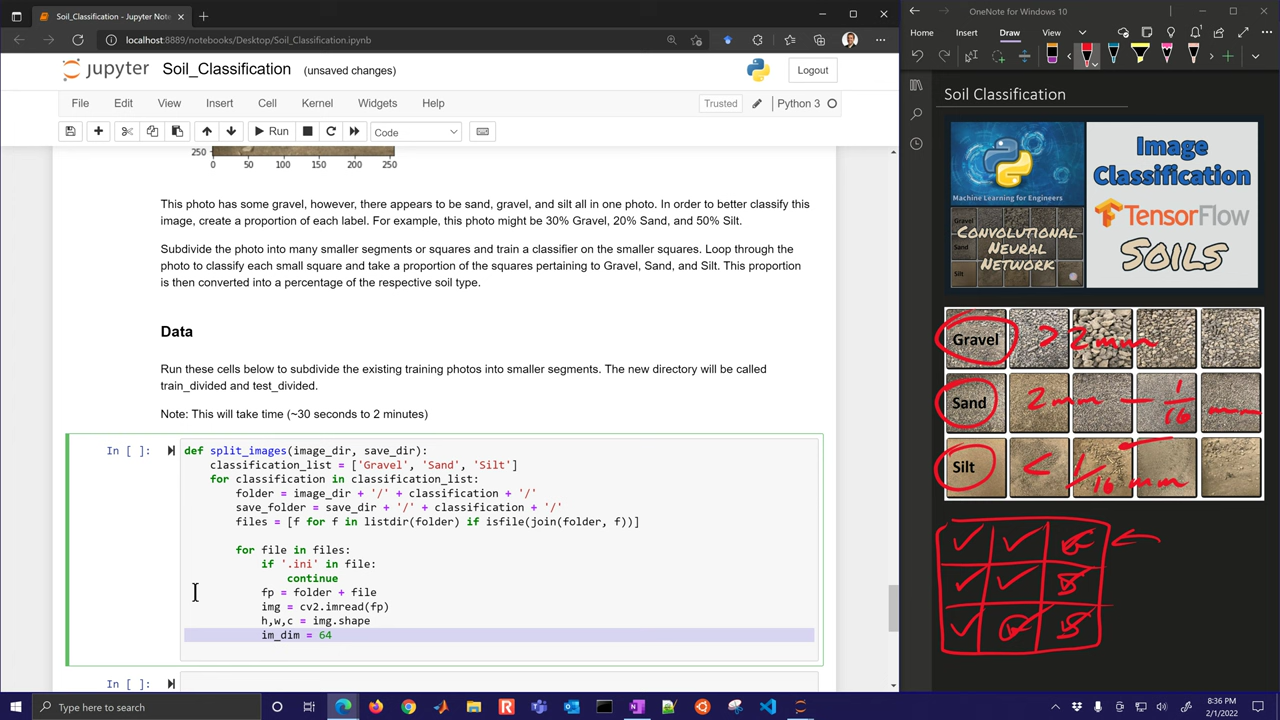 Soil_Classification - Jupyter Note
OneNote for Windows 10
localhost:8889/notebooks/Desktop/Soil_Classification.ipynb
Home Insert Draw View
jupyter Soil_Classification (unsaved changes)
Logout
File Edit View Insert Cell Kernel Widgets Help
Trusted Python 3
Run Code
250
0 50 100 150 200 250
This photo has some gravel, however, there appears to be sand, gravel, and silt all in one photo. In order to better classify this
image, create a proportion of each label. For example, this photo might be 30% Gravel, 20% Sand, and 50% Silt.
Subdivide the photo into many smaller segments or squares and train a classifier on the smaller squares. Loop through the
photo to classify each small square and take a proportion of the squares pertaining to Gravel, Sand, and Silt. This proportion
is then converted into a percentage of the respective soil type.
Data
Run these cells below to subdivide the existing training photos into smaller segments. The new directory will be called
train_divided and test_divided.
Note: This will take time (~30 seconds to 2 minutes)
In [ ]:
def split_images(image_dir, save_dir):
classification_list = ['Gravel', 'Sand', 'Silt']
for classification in classification_list:
folder = image_dir + '/' + classification + '/'
save_folder = save_dir + '/' + classification + '/'
files = [f for f in listdir(folder) if isfile(join(folder, f))]
for file in files:
if '.ini' in file:
continue
fp = folder + file
img = cv2.imread(fp)
h,w,c = img.shape
im_dim = 64
In [ ]:
Soil Classification
Machine Learning for Engineers
Gravel
Sand
Silt
CONVOLUTIONAL
NEURAL
NETWORK
Image
Classification
TensorFlow
SOILS
Gravel > 2 mm
Sand 2 mm - 1/16 mm
Silt < 1/16 mm
Type here to search
8:36 PM
2/1/2022